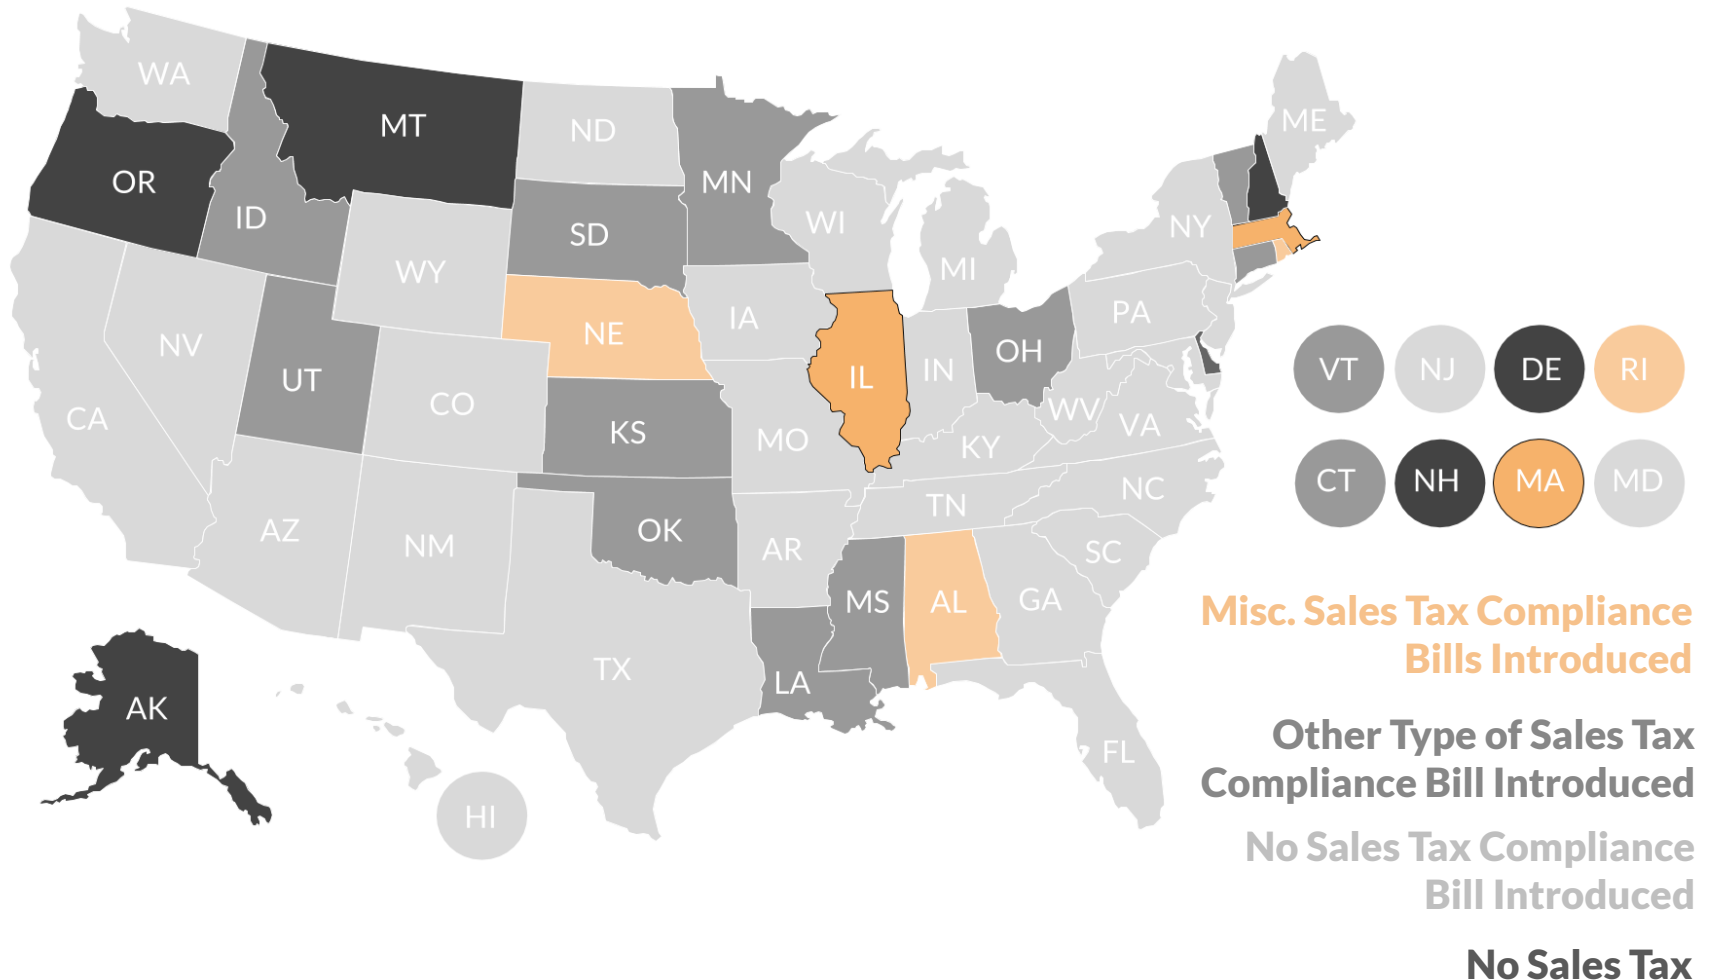 WA
MT
ND
MN
ME
OR
ID
SD
WI
NY
WY
MI
NE
IA
PA
NV
OH
UT
IL
IN
VT
NJ
DE
RI
CO
CA
KS
MO
WV
VA
KY
CT
NH
MA
MD
NC
TN
AZ
NM
OK
AR
SC
MS
AL
GA
Misc. Sales Tax Compliance
Bills Introduced
TX
LA
AK
Other Type of Sales Tax
Compliance Bill Introduced
FL
HI
No Sales Tax Compliance
Bill Introduced
No Sales Tax